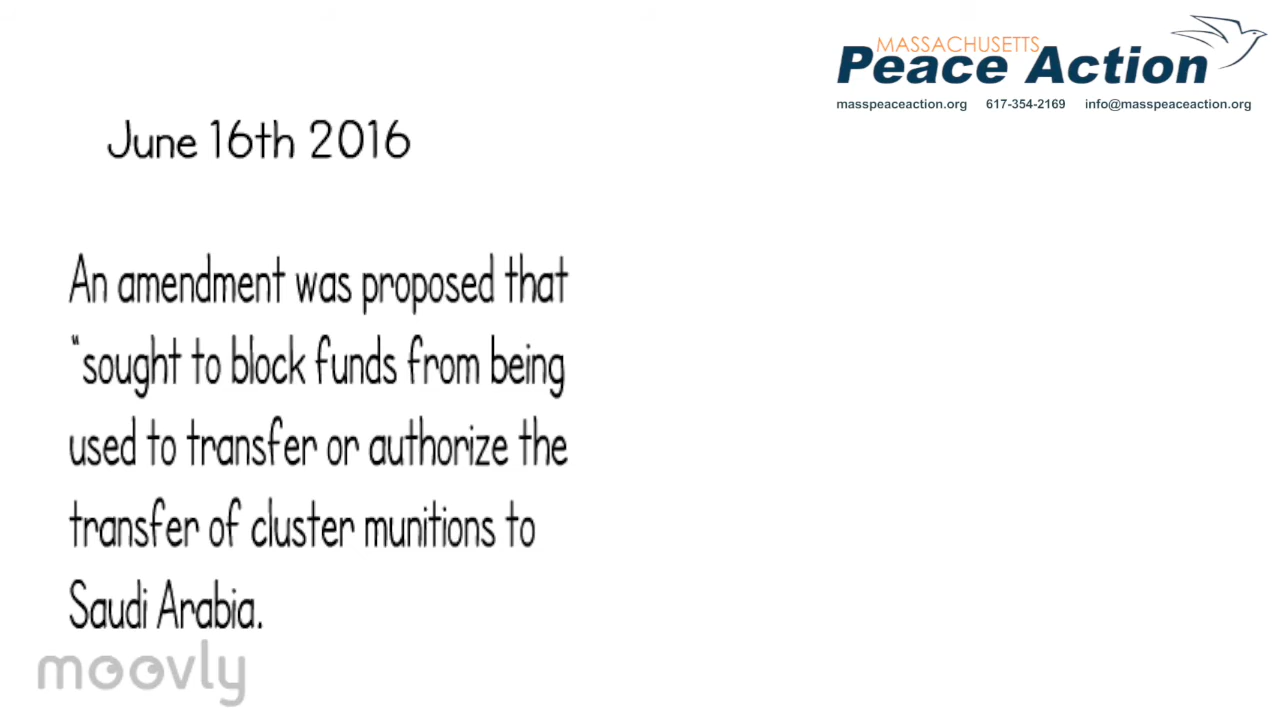 MASSACHUSETTS
Peace Action
masspeaceaction.org 617-354-2169 info@masspeaceaction.org
June 16th 2016
An amendment was proposed that
“sought to block funds from being
used to transfer or authorize the
transfer of cluster munitions to
Saudi Arabia.
moovly